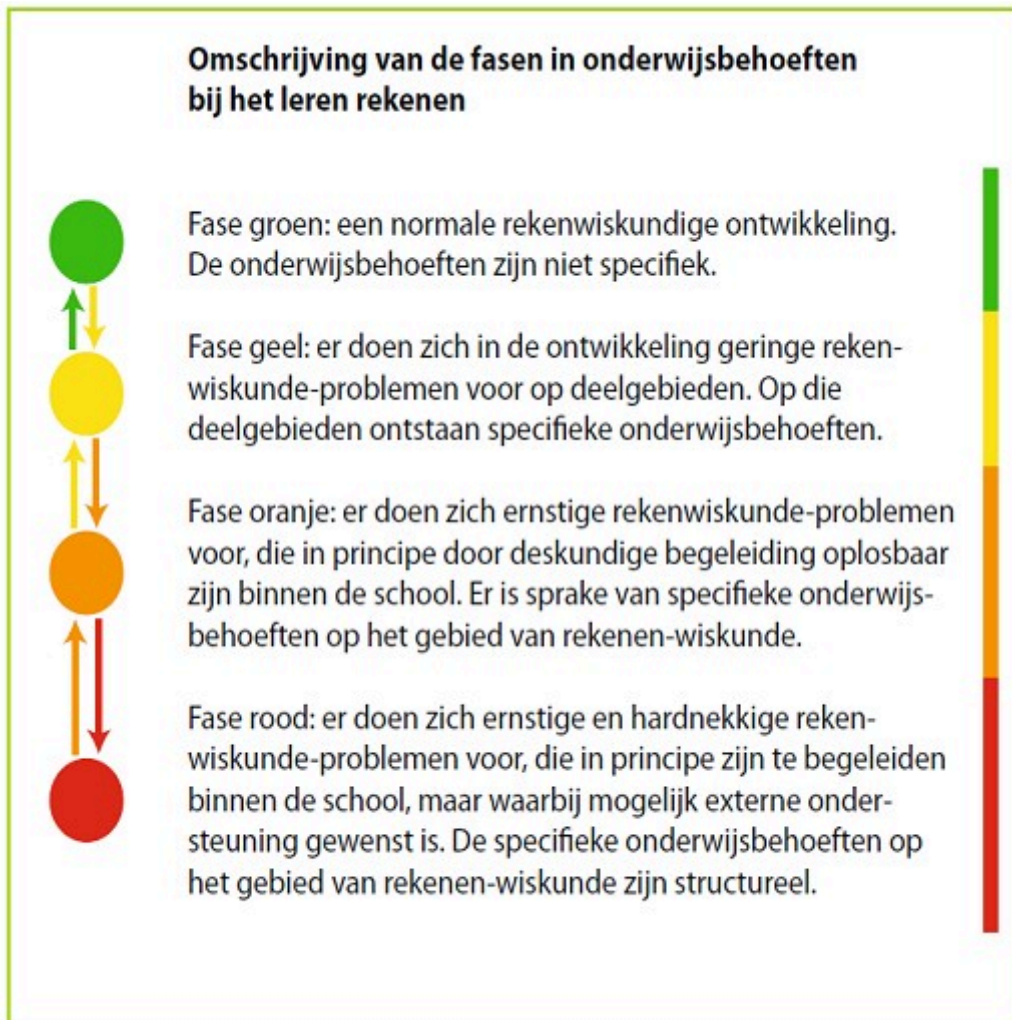 Omschrijving van de fasen in onderwijsbehoeften
bij het leren rekenen
Fase groen: een normale rekenwiskundige ontwikkeling.
De onderwijsbehoeften zijn niet specifiek.
Fase geel: er doen zich in de ontwikkeling geringe reken-
wiskunde-problemen voor op deelgebieden. Op die
deelgebieden ontstaan specifieke onderwijsbehoeften.
Fase oranje: er doen zich ernstige rekenwiskunde-problemen
voor, die in principe door deskundige begeleiding oplosbaar
zijn binnen de school. Er is sprake van specifieke onderwijs-
behoeften op het gebied van rekenen-wiskunde.
Fase rood: er doen zich ernstige en hardnekkige reken-
wiskunde-problemen voor, die in principe zijn te begeleiden
binnen de school, maar waarbij mogelijk externe onder-
steuning gewenst is. De specifieke onderwijsbehoeften op
het gebied van rekenen-wiskunde zijn structureel.